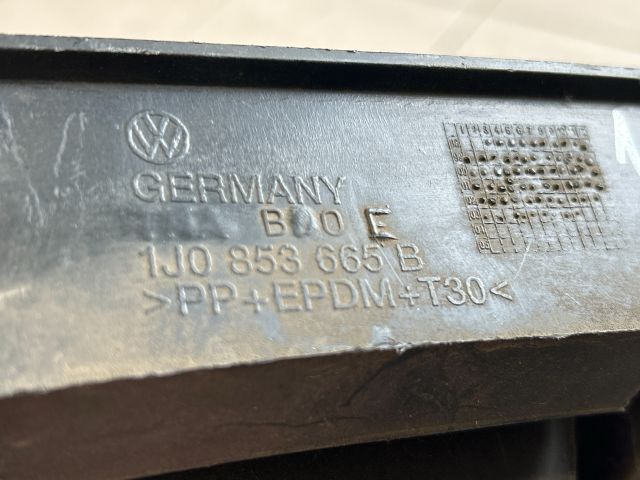 GERMANY
E
1J0 853 665 B
>PP+EPDM+T30<